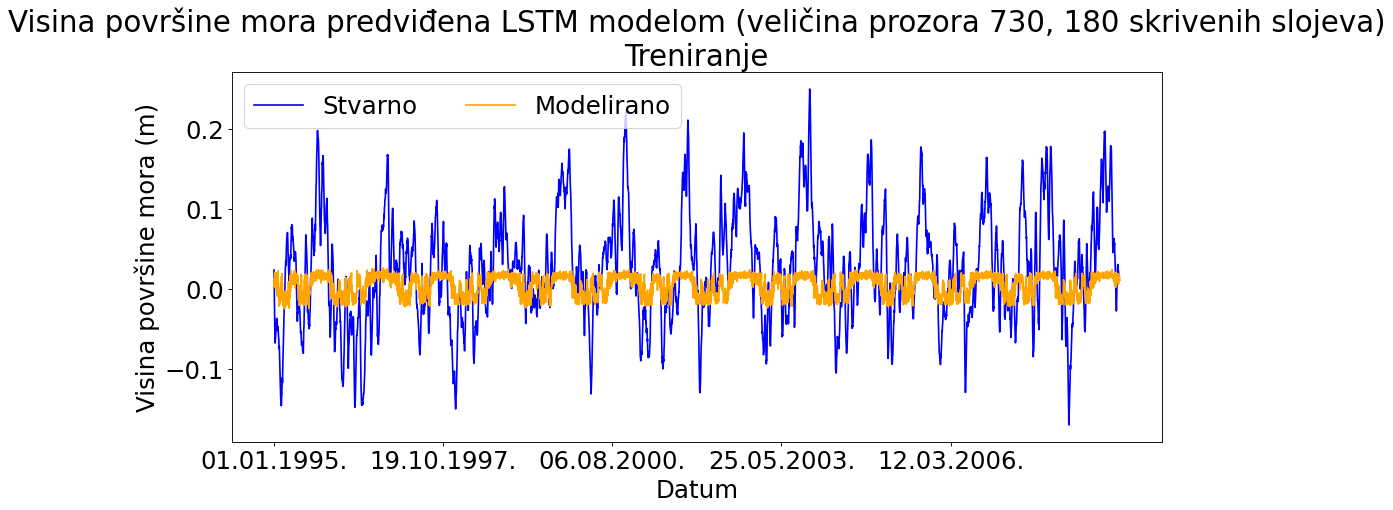 Visina površine mora predviđena LSTM modelom (veličina prozora 730, 180 skrivenih slojeva)
Treniranje
Stvarno
Modelirano
Visina površine mora (m)
0.2
0.1
0.0
−0.1
01.01.1995.
19.10.1997.
06.08.2000.
25.05.2003.
12.03.2006.
Datum